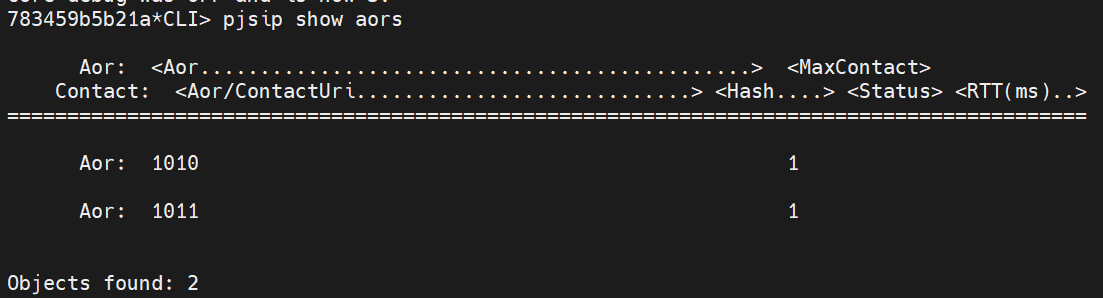 783459b5b21a*CLI> pjsip show aors
Aor:  <Aor..............................................>  <MaxContact>
Contact:  <Aor/ContactUri............................> <Hash....> <Status> <RTT(ms)..>
==========================================================================================
Aor:  1010                                                 1
Aor:  1011                                                 1
Objects found: 2